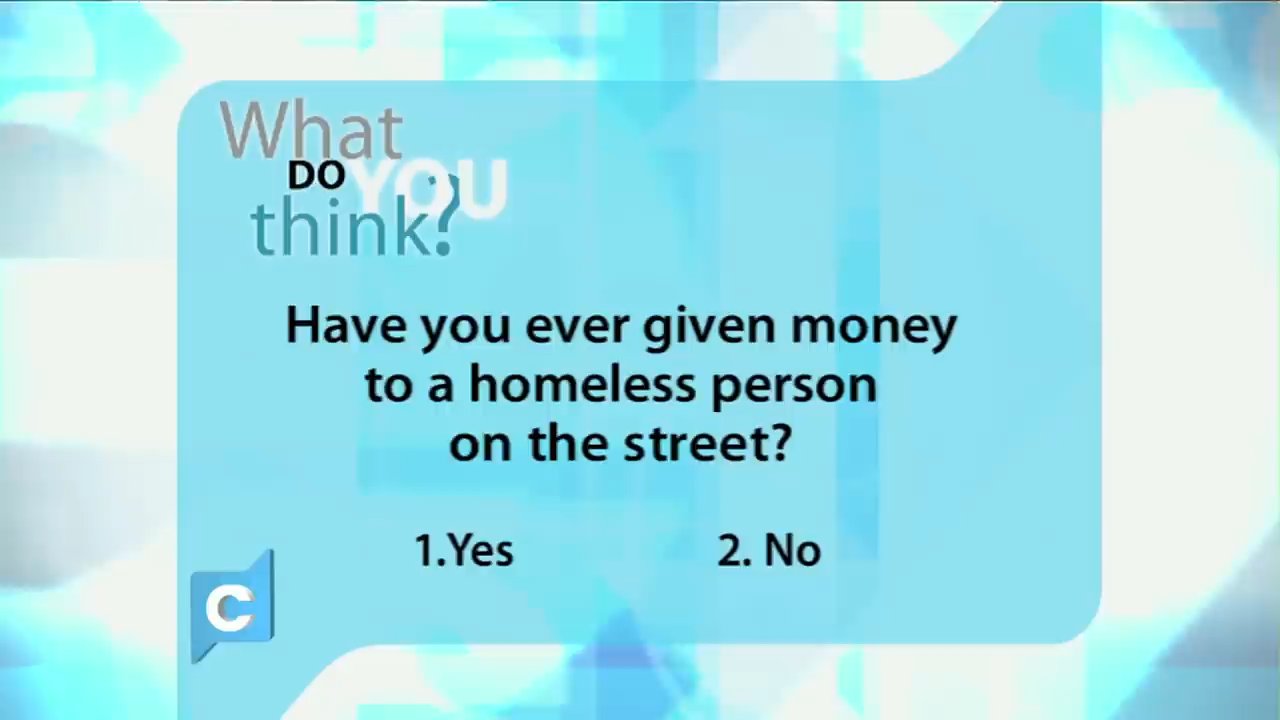 What
DO YOU
think?
Have you ever given money
to a homeless person
on the street?
1.Yes 2. No
C